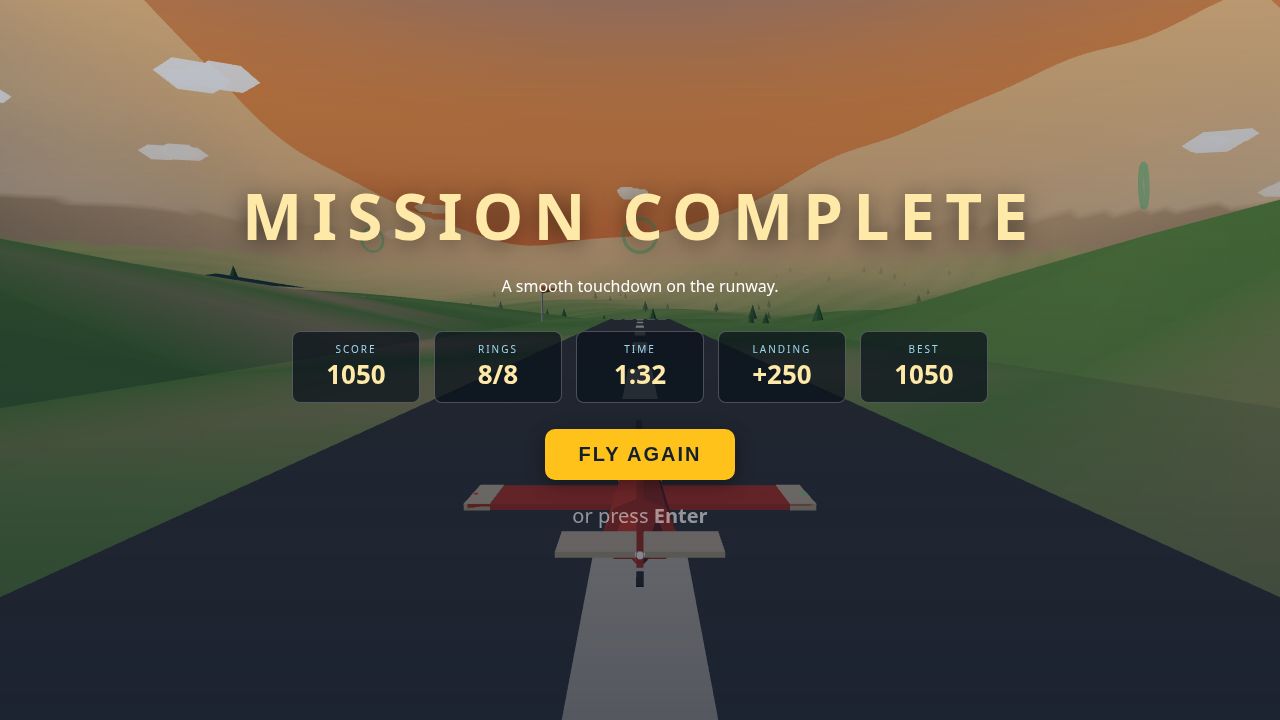 MISSION COMPLETE
A smooth touchdown on the runway.
SCORE RINGS TIME LANDING BEST
1050 8/8 1:32 +250 1050
FLY AGAIN
or press Enter